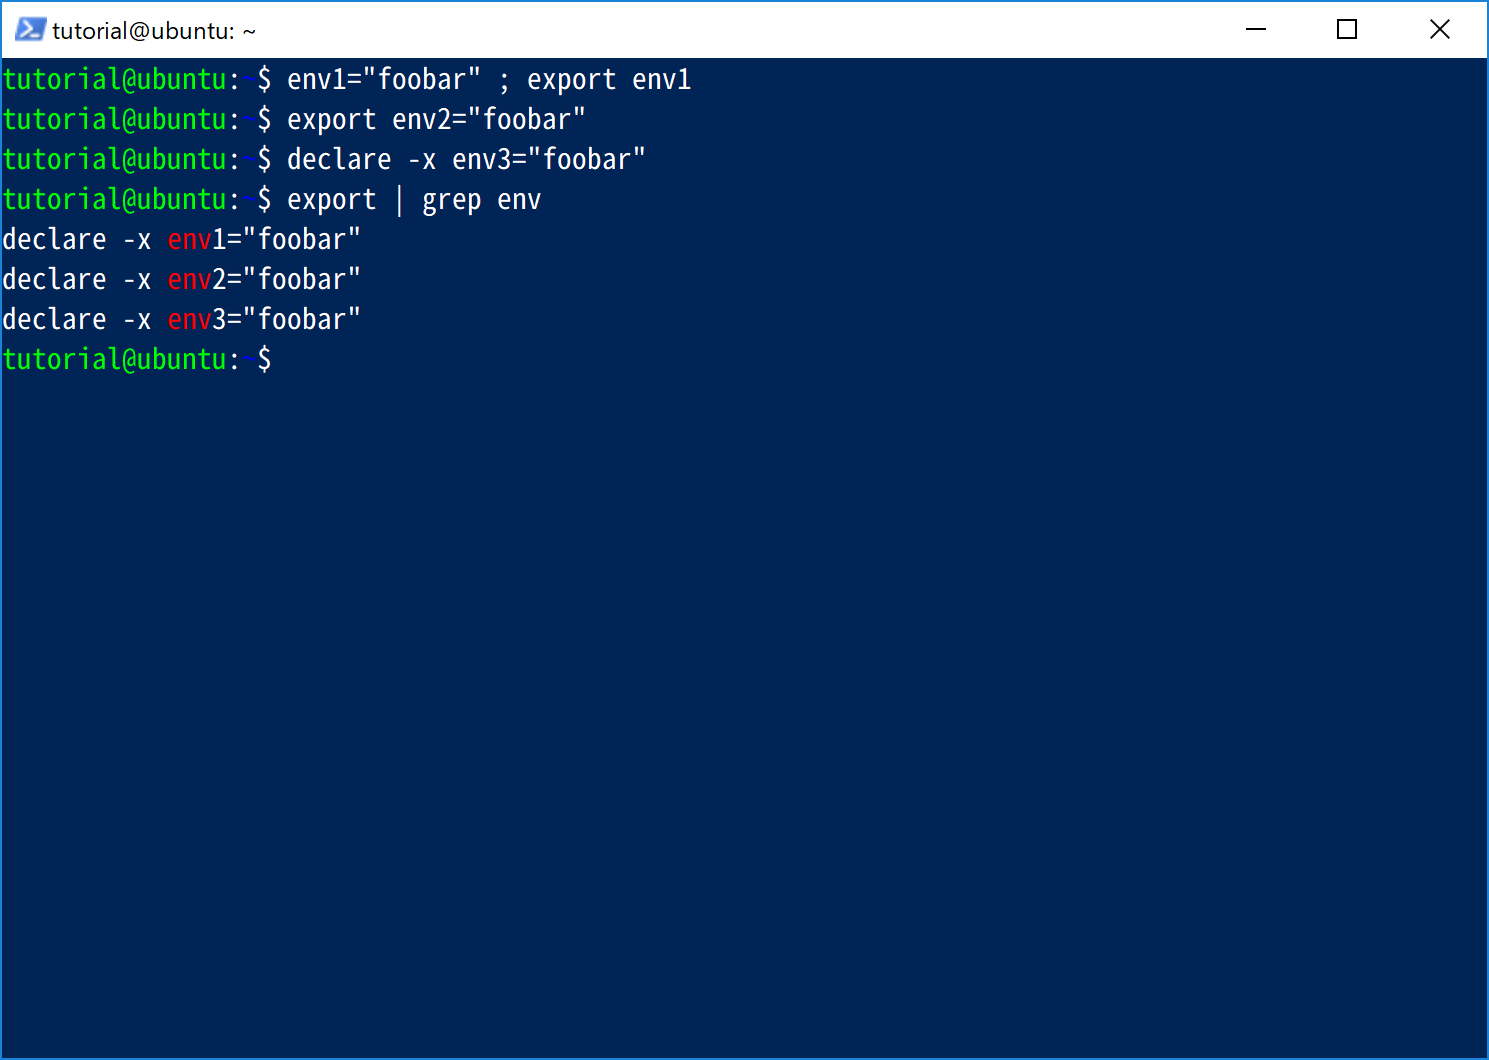 tutorial@ubuntu: ~
tutorial@ubuntu:~$ env1="foobar" ; export env1
tutorial@ubuntu:~$ export env2="foobar"
tutorial@ubuntu:~$ declare -x env3="foobar"
tutorial@ubuntu:~$ export | grep env
declare -x env1="foobar"
declare -x env2="foobar"
declare -x env3="foobar"
tutorial@ubuntu:~$